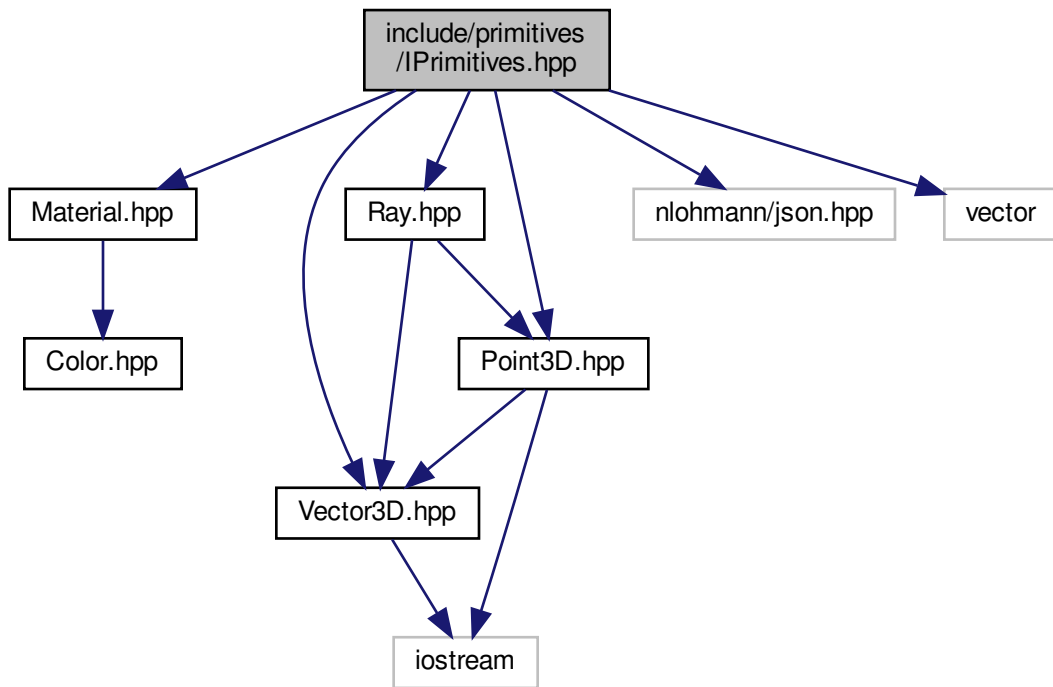 include/primitives
/IPrimitives.hpp
Material.hpp
Ray.hpp
nlohmann/json.hpp
vector
Color.hpp
Point3D.hpp
Vector3D.hpp
iostream